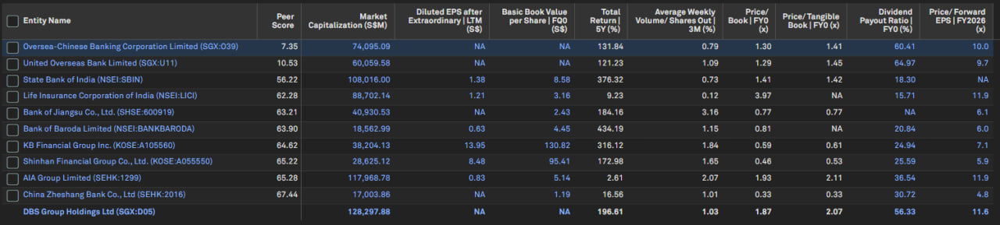 Entity Name | Peer Score | Market Capitalization (S$M) | Diluted EPS after Extraordinary | LTM (S$) | Basic Book Value per Share | FQ0 (S$) | Total Return | 5Y (%) | Average Weekly Volume/ Shares Out | 3M (%) | Price/ Book | FY0 (x) | Price/ Tangible Book | FY0 (x) | Dividend Payout Ratio | FY0 (%) | Price/ Forward EPS | FY2026 (x)
Oversea-Chinese Banking Corporation Limited (SGX:O39) 7.35 74,095.09 NA NA 131.84 0.79 1.30 1.41 60.41 10.0
United Overseas Bank Limited (SGX:U11) 10.53 60,059.58 NA NA 121.23 1.09 1.29 1.45 64.97 9.7
State Bank of India (NSEI:SBIN) 56.22 108,016.00 1.38 8.58 376.32 0.73 1.41 1.42 18.30 NA
Life Insurance Corporation of India (NSEI:LICI) 62.28 88,702.14 1.21 3.16 9.23 0.12 3.97 NA 15.71 11.9
Bank of Jiangsu Co., Ltd. (SHSE:600919) 63.21 40,930.53 NA 2.43 184.16 3.16 0.77 0.77 NA 6.1
Bank of Baroda Limited (NSEI:BANKBARODA) 63.90 18,562.99 0.63 4.45 434.19 1.15 0.81 NA 20.84 6.0
KB Financial Group Inc. (KOSE:A105560) 64.62 38,204.13 13.95 130.82 316.12 1.84 0.59 0.61 24.94 7.1
Shinhan Financial Group Co., Ltd. (KOSE:A055550) 65.22 28,625.12 8.48 95.41 172.98 1.65 0.46 0.53 25.59 5.9
AIA Group Limited (SEHK:1299) 65.28 117,968.78 0.83 5.14 2.61 2.07 1.93 2.11 36.54 11.9
China Zheshang Bank Co., Ltd (SEHK:2016) 67.44 17,003.86 NA 1.19 16.56 1.01 0.33 0.33 30.72 4.8
DBS Group Holdings Ltd (SGX:D05) 128,297.88 NA NA 196.61 1.03 1.87 2.07 56.33 11.6